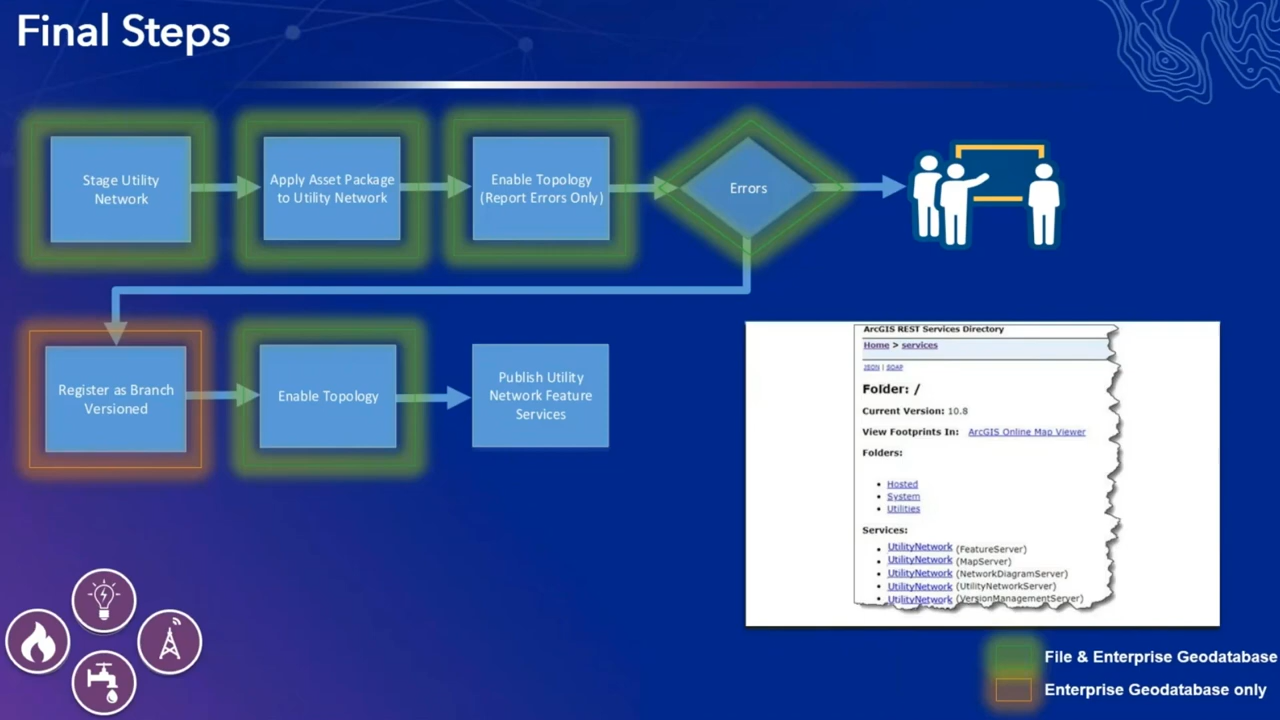 Final Steps
Stage Utility
Network
Apply Asset Package
to Utility Network
Enable Topology
(Report Errors Only)
Errors
Register as Branch
Versioned
Enable Topology
Publish Utility
Network Feature
Services
ArcGIS REST Services Directory
Home > services
JSON | SOAP
Folder: /
Current Version: 10.8
View Footprints In: ArcGIS Online Map Viewer
Folders:
Hosted
System
Utilities
Services:
UtilityNetwork (FeatureServer)
UtilityNetwork (MapServer)
UtilityNetwork (NetworkDiagramServer)
UtilityNetwork (UtilityNetworkServer)
UtilityNetwork (VersionManagementServer)
File & Enterprise Geodatabase
Enterprise Geodatabase only